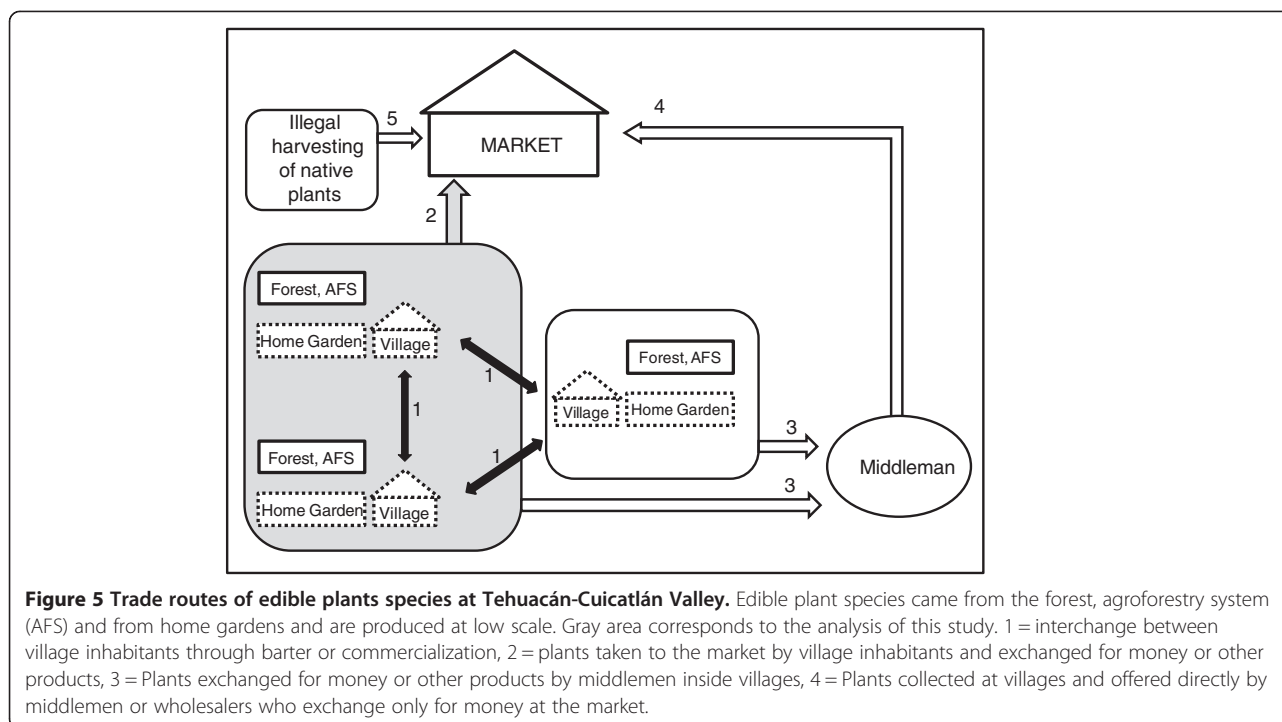 Illegal
harvesting
of native
plants
5
MARKET
4
2
Forest, AFS
Home Garden
Village
1
1
Forest, AFS
Village
Home Garden
3
Middleman
Forest, AFS
1
Home Garden
Village
3
Figure 5 Trade routes of edible plants species at Tehuacán-Cuicatlán Valley. Edible plant species came from the forest, agroforestry system
(AFS) and from home gardens and are produced at low scale. Gray area corresponds to the analysis of this study. 1 = interchange between
village inhabitants through barter or commercialization, 2 = plants taken to the market by village inhabitants and exchanged for money or other
products, 3 = Plants exchanged for money or other products by middlemen inside villages, 4 = Plants collected at villages and offered directly by
middlemen or wholesalers who exchange only for money at the market.